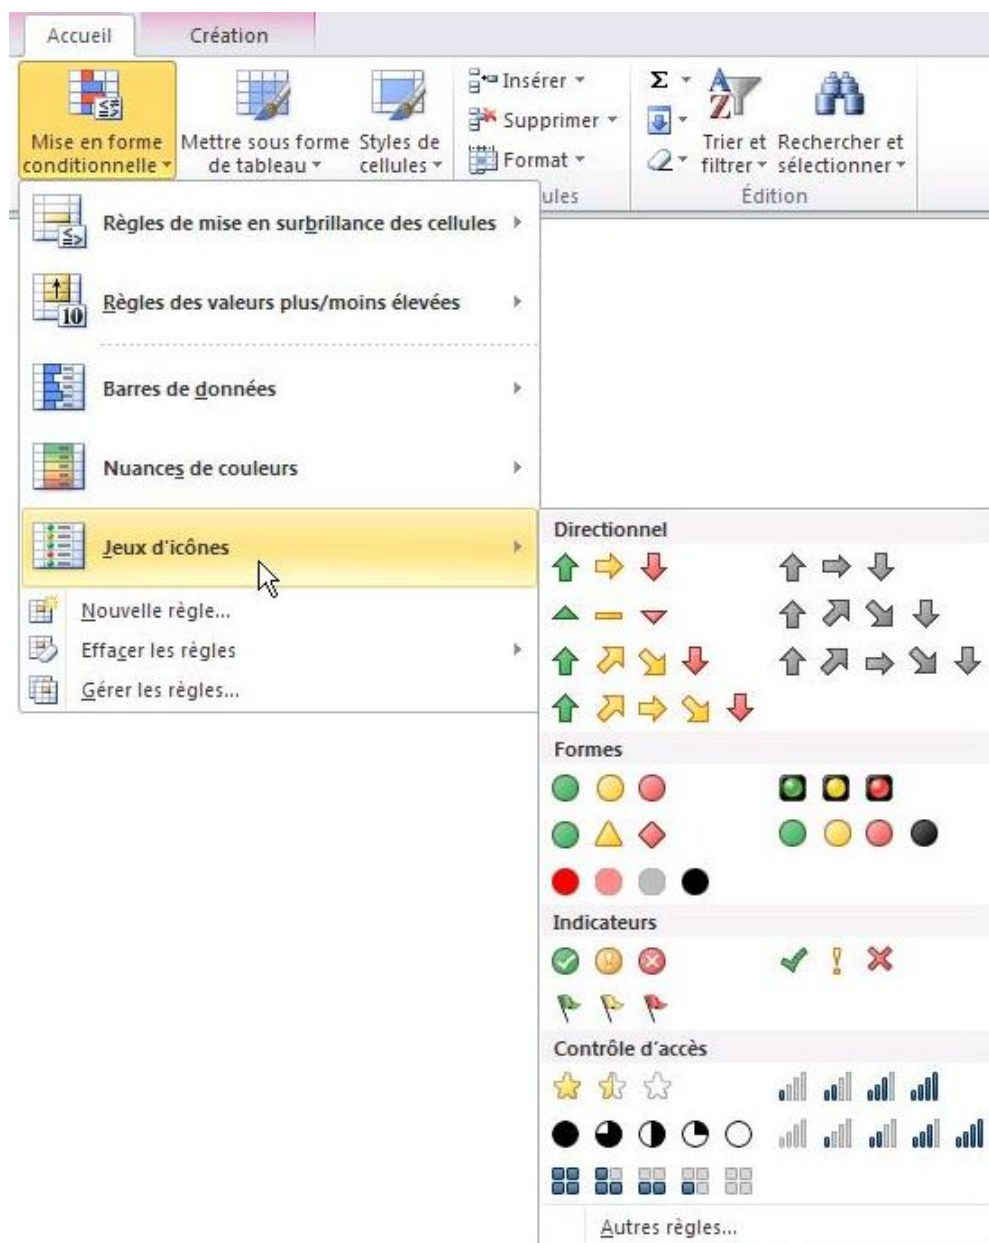 Accueil Création
Insérer
Supprimer
Format
Mise en forme conditionnelle
Mettre sous forme de tableau
Styles de cellules
Σ
A
Z
Trier et filtrer
Rechercher et sélectionner
ules
Édition
Règles de mise en surbrillance des cellules
10
Règles des valeurs plus/moins élevées
Barres de données
Nuances de couleurs
Jeux d'icônes
Nouvelle règle...
Effacer les règles
Gérer les règles...
Directionnel
Formes
Indicateurs
Contrôle d'accès
Autres règles...